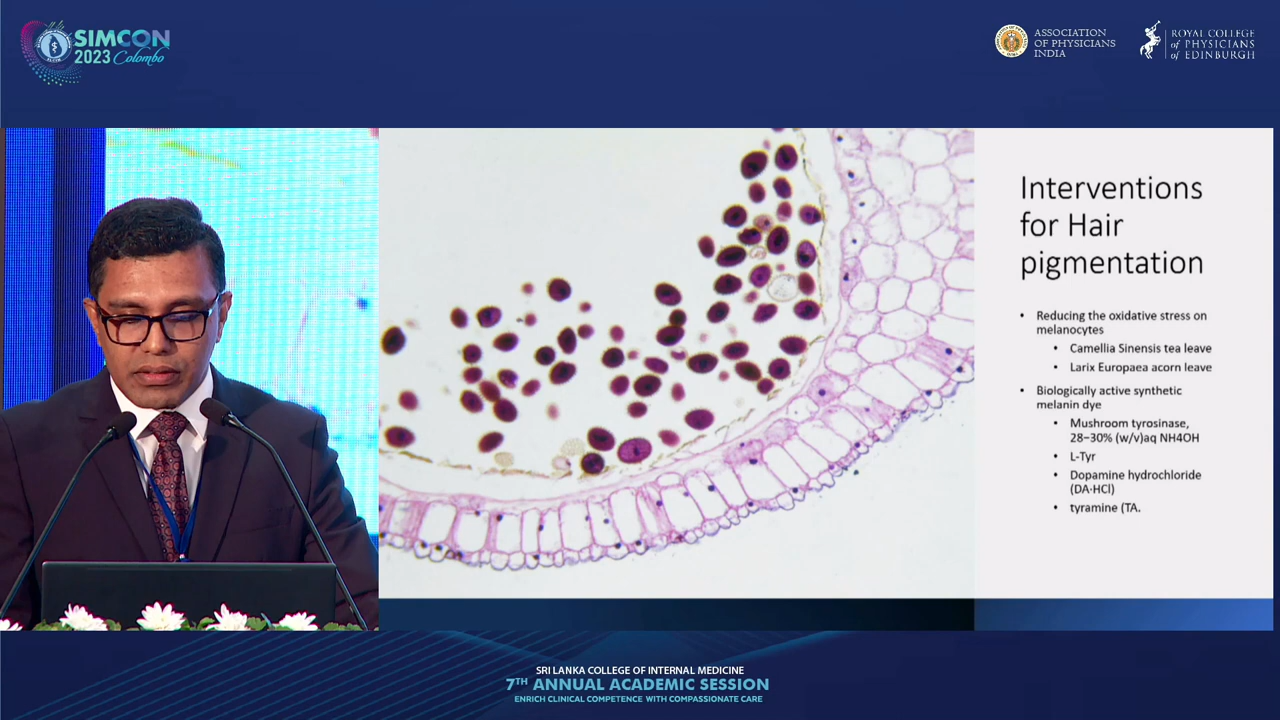 SIMCON
2023 Colombo
ASSOCIATION
OF PHYSICIANS
INDIA
ROYAL COLLEGE
of PHYSICIANS
of EDINBURGH
Interventions
for Hair
pigmentation
• Reducing the oxidative stress on
melanocytes
• Camellia Sinensis tea leave
• Larix Europaea acorn leave
• Biologically active synthetic
melanin dye
• Mushroom tyrosinase,
28–30% (w/v)aq NH4OH
• L-Tyr
• Dopamine hydrochloride
(DA·HCl)
• tyramine (TA.
SRI LANKA COLLEGE OF INTERNAL MEDICINE
7TH ANNUAL ACADEMIC SESSION
ENRICH CLINICAL COMPETENCE WITH COMPASSIONATE CARE